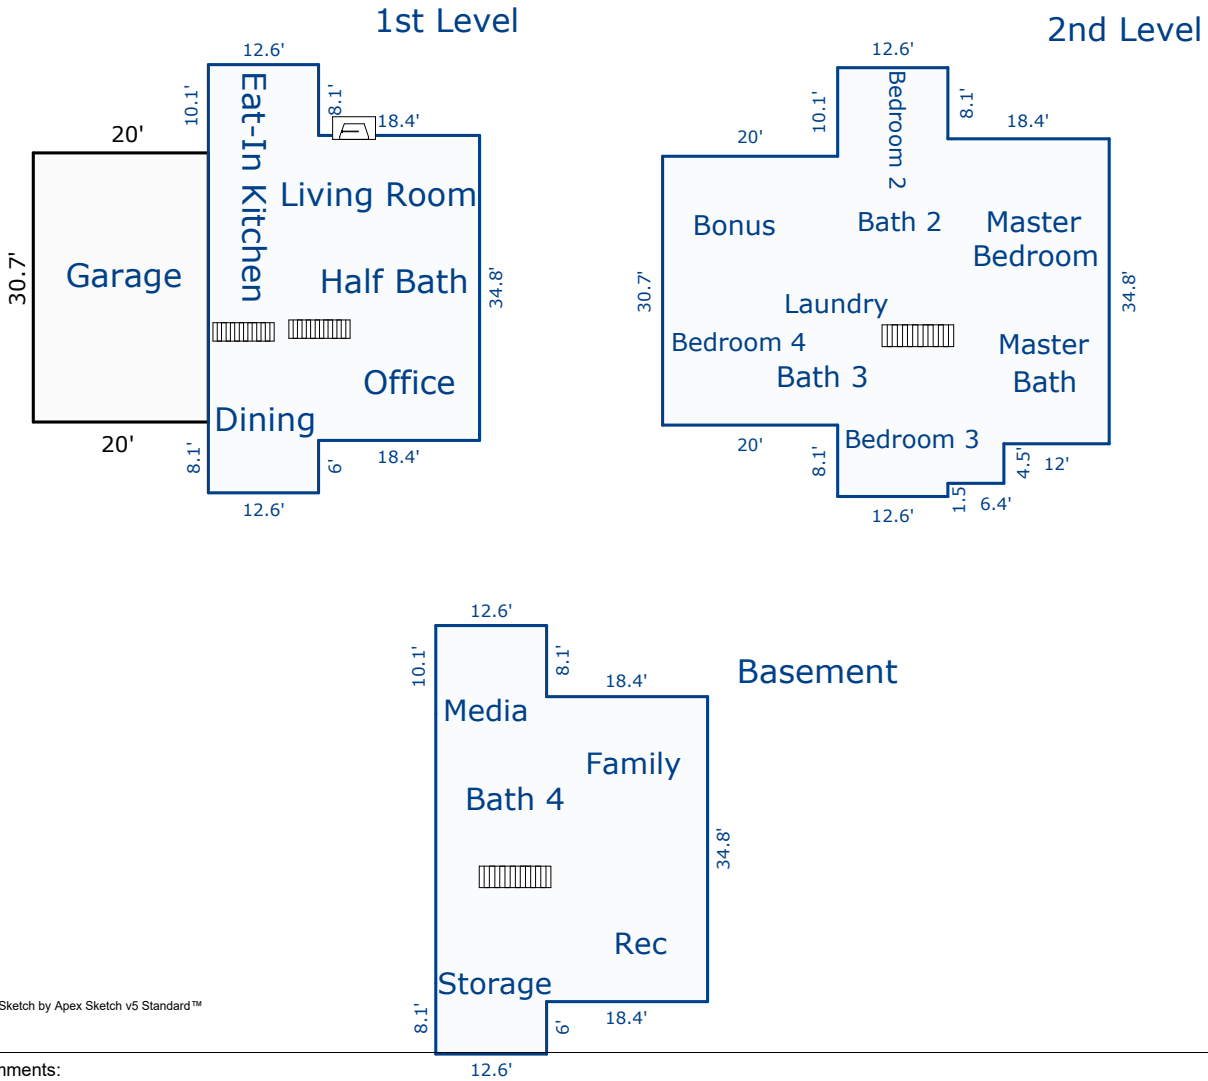 1st Level
12.6'
10.1'
Eat-In Kitchen
8.1'
18.4'
20'
Living Room
Garage
30.7'
Half Bath
34.8'
Office
Dining
20'
8.1'
6'
18.4'
12.6'
2nd Level
12.6'
10.1'
Bedroom 2
8.1'
18.4'
20'
Bonus
Bath 2
Master
Bedroom
30.7'
Laundry
34.8'
Bedroom 4
Master
Bath 3
Bath
20'
8.1'
Bedroom 3
4.5'
12'
1.5
6.4'
12.6'
12.6'
10.1'
8.1'
18.4'
Basement
Media
Family
Bath 4
34.8'
Rec
Storage
8.1'
6'
18.4'
12.6'
Sketch by Apex Sketch v5 Standard™
mments: